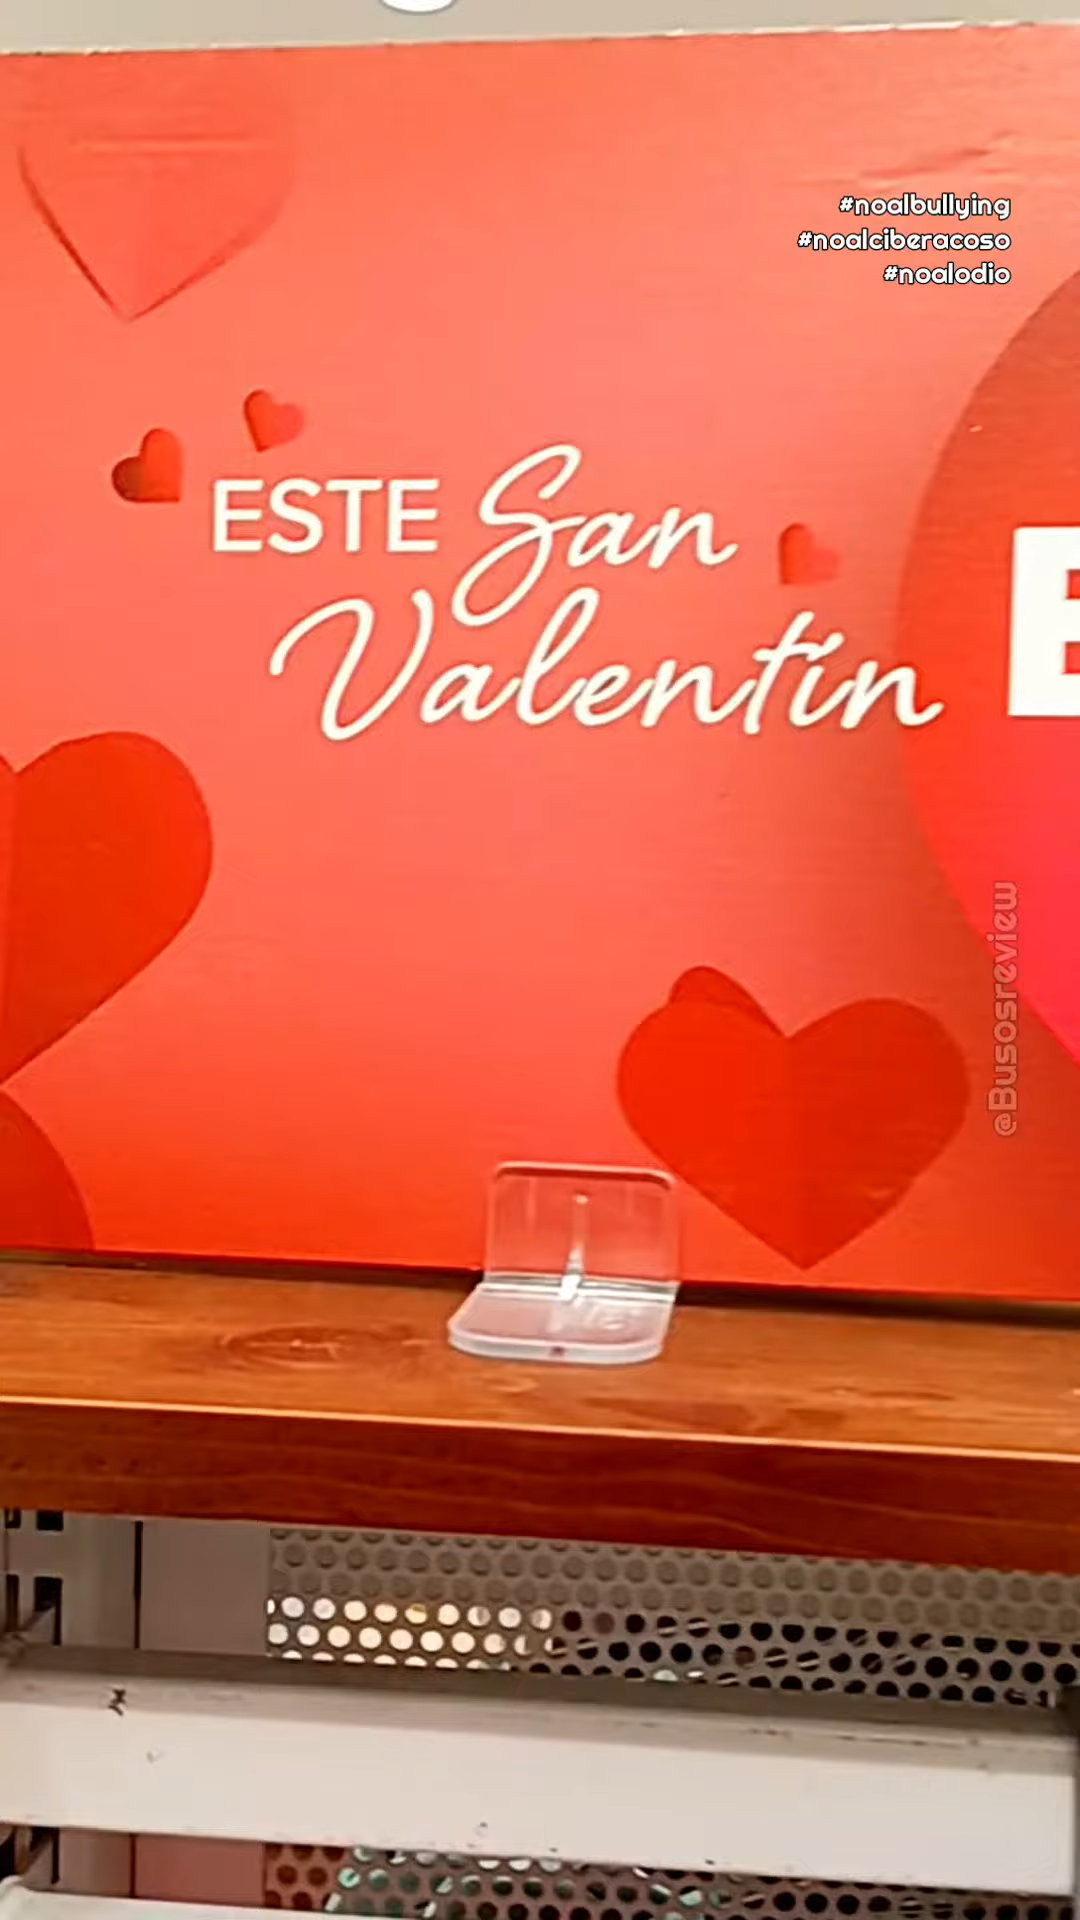 #noalbullying
#noalciberacoso
#noalodio
ESTE San
Valentín
@Busosreview